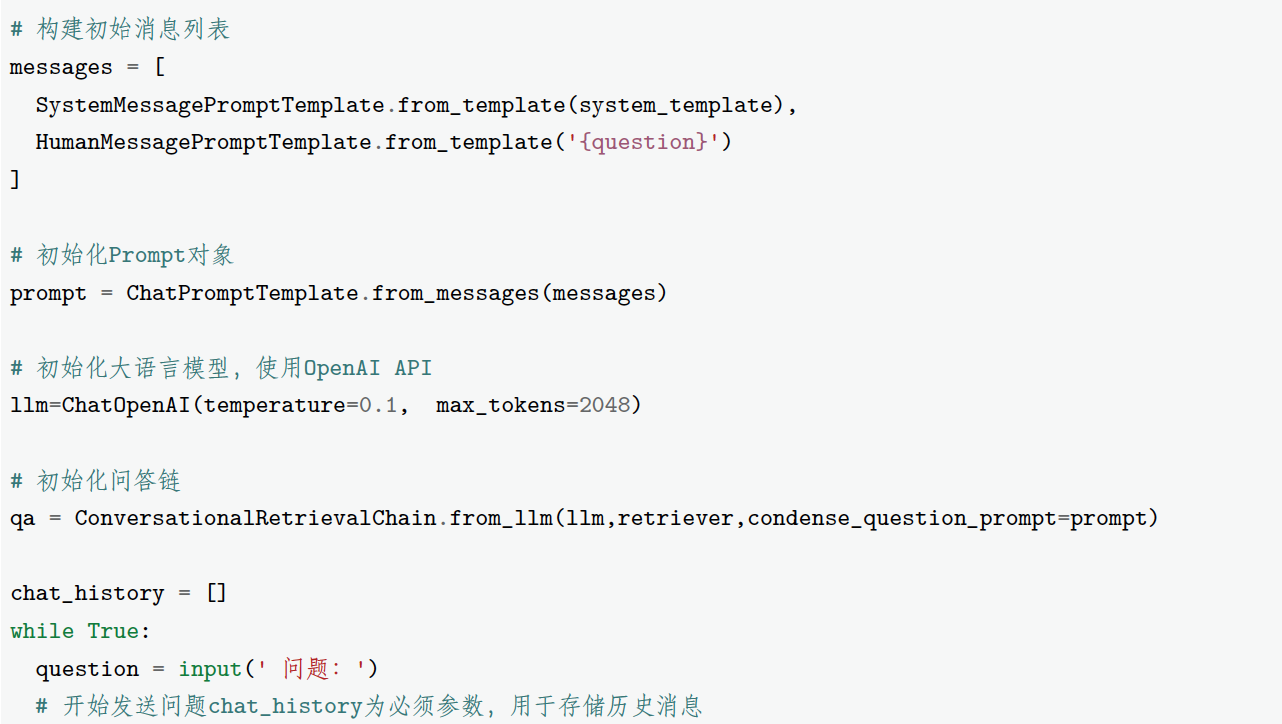 # 构建初始消息列表
messages = [
  SystemMessagePromptTemplate.from_template(system_template),
  HumanMessagePromptTemplate.from_template('{question}')
]
# 初始化Prompt对象
prompt = ChatPromptTemplate.from_messages(messages)
# 初始化大语言模型，使用OpenAI API
llm=ChatOpenAI(temperature=0.1,  max_tokens=2048)
# 初始化问答链
qa = ConversationalRetrievalChain.from_llm(llm,retriever,condense_question_prompt=prompt)
chat_history = []
while True:
  question = input(' 问题：')
  # 开始发送问题chat_history为必须参数，用于存储历史消息